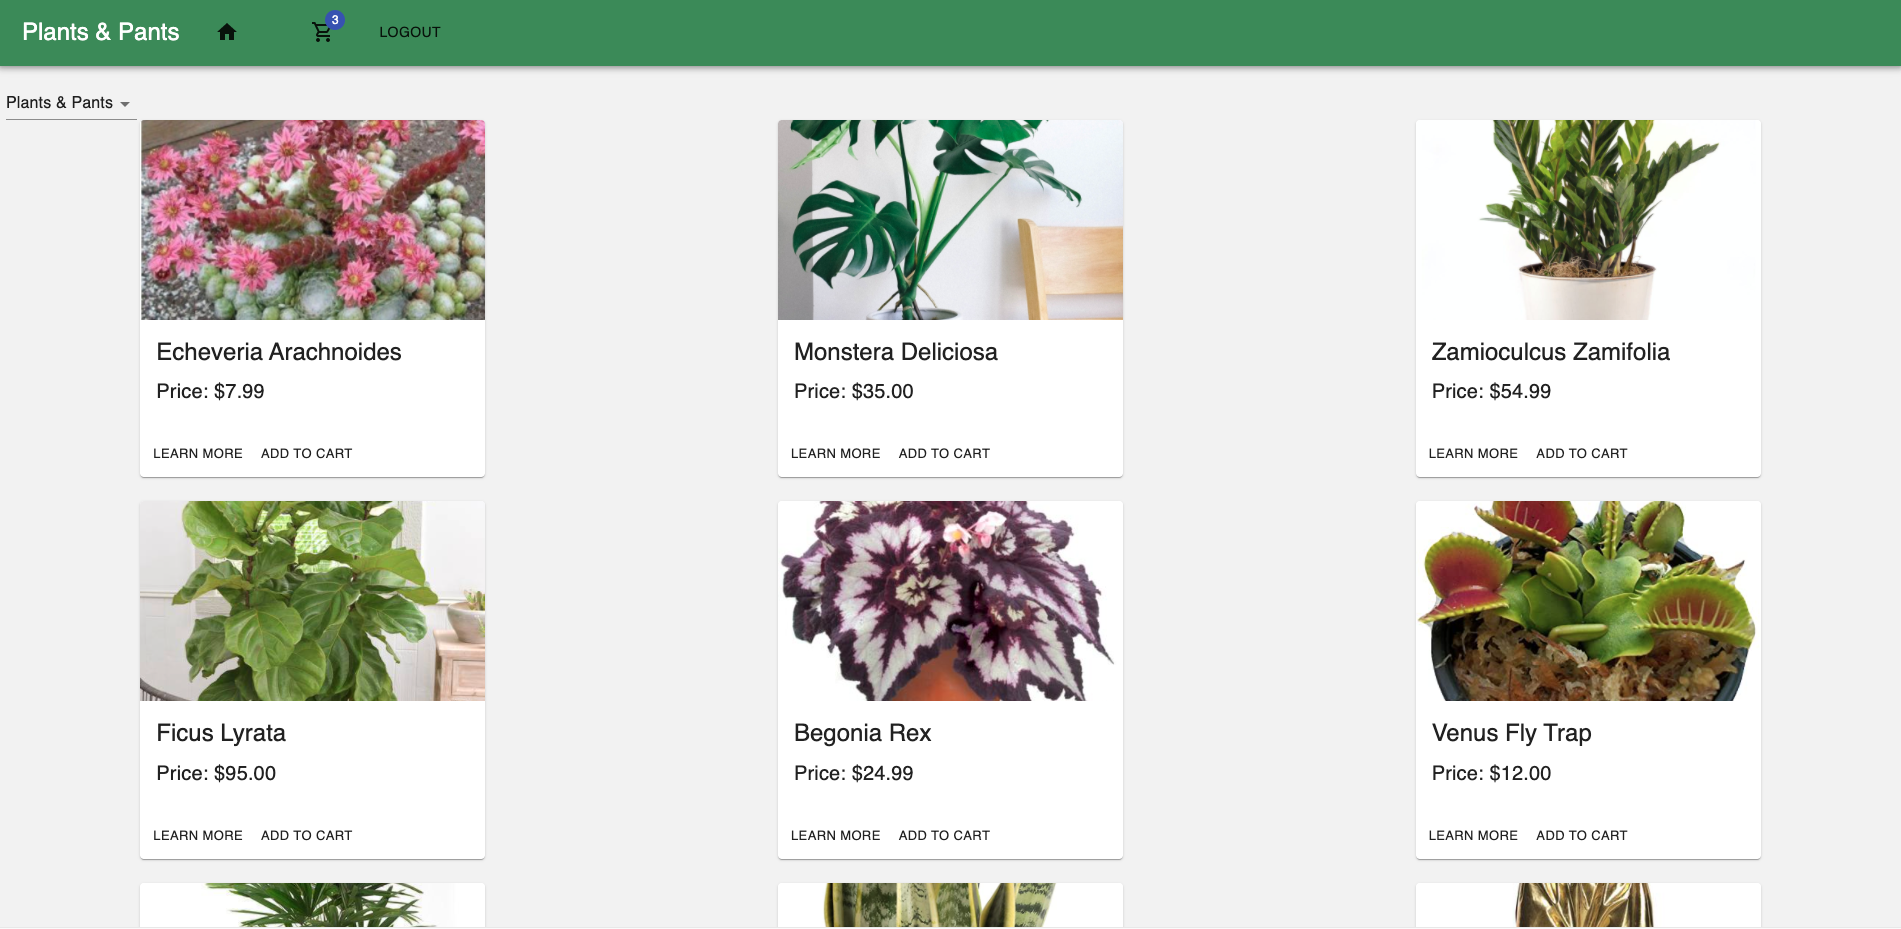 Plants & Pants
3
LOGOUT
Plants & Pants
Echeveria Arachnoides
Price: $7.99
LEARN MORE ADD TO CART
Monstera Deliciosa
Price: $35.00
LEARN MORE ADD TO CART
Zamioculcus Zamifolia
Price: $54.99
LEARN MORE ADD TO CART
Ficus Lyrata
Price: $95.00
LEARN MORE ADD TO CART
Begonia Rex
Price: $24.99
LEARN MORE ADD TO CART
Venus Fly Trap
Price: $12.00
LEARN MORE ADD TO CART